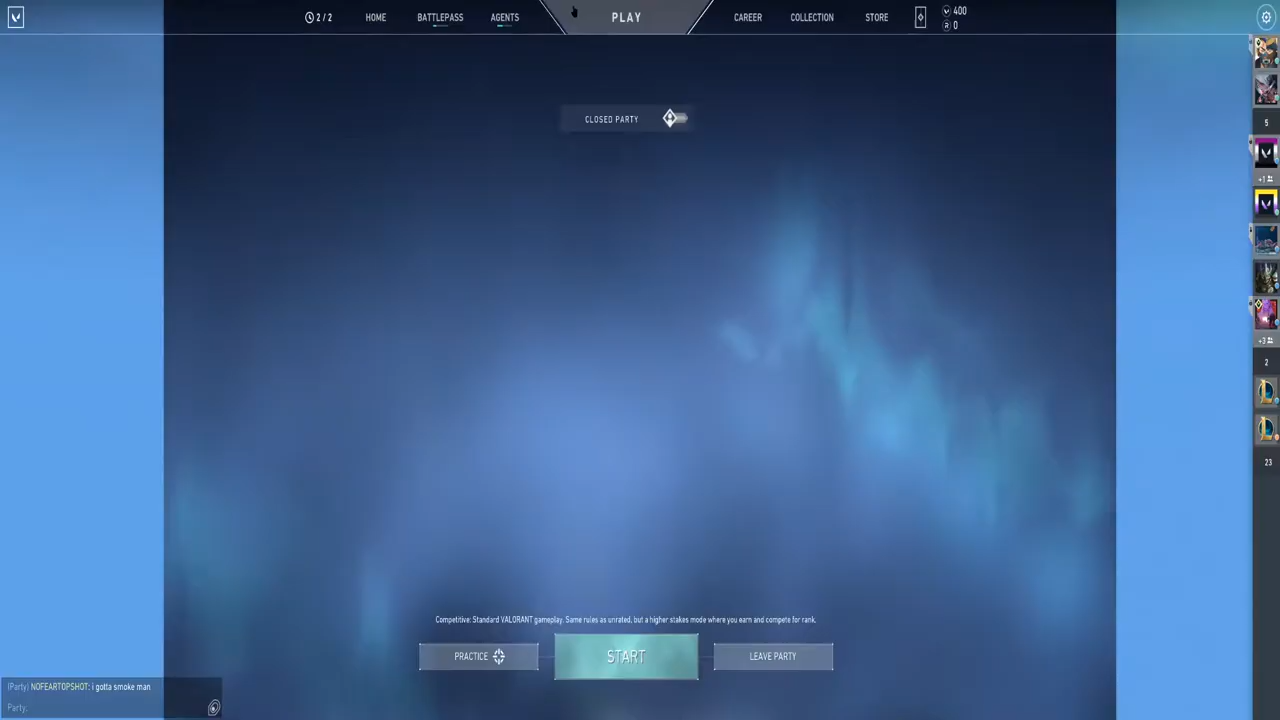 2 / 2 HOME BATTLEPASS AGENTS PLAY CAREER COLLECTION STORE 400
0
CLOSED PARTY
5
+1
+3
2
23
Competitive: Standard VALORANT gameplay. Same rules as unrated, but a higher stakes mode where you earn and compete for rank.
PRACTICE START LEAVE PARTY
(Party) NOFEARTOPSHOT: i gotta smoke man
Party: